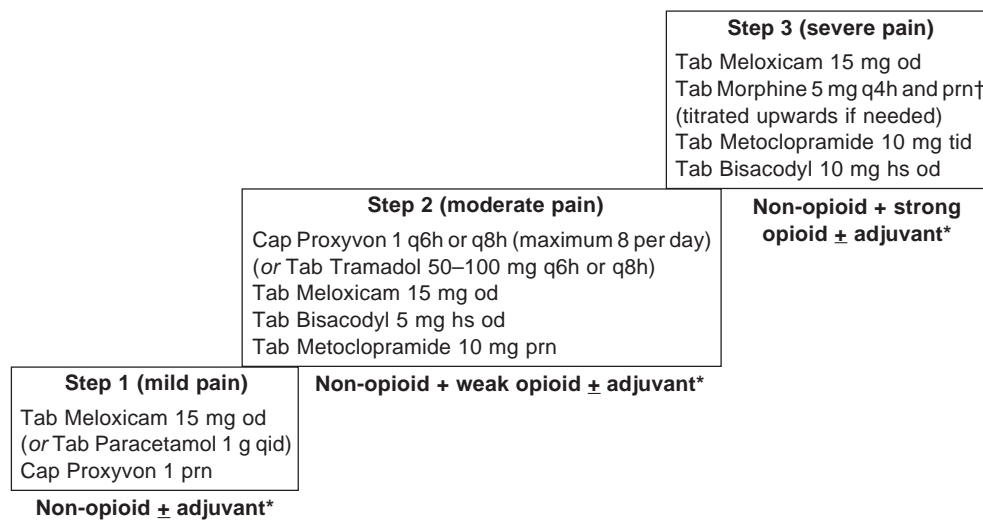 Step 3 (severe pain)
Tab Meloxicam 15 mg od
Tab Morphine 5 mg q4h and prn†
(titrated upwards if needed)
Tab Metoclopramide 10 mg tid
Tab Bisacodyl 10 mg hs od
Non-opioid + strong
opioid ± adjuvant*
Step 2 (moderate pain)
Cap Proxyvon 1 q6h or q8h (maximum 8 per day)
(or Tab Tramadol 50–100 mg q6h or q8h)
Tab Meloxicam 15 mg od
Tab Bisacodyl 5 mg hs od
Tab Metoclopramide 10 mg prn
Non-opioid + weak opioid ± adjuvant*
Step 1 (mild pain)
Tab Meloxicam 15 mg od
(or Tab Paracetamol 1 g qid)
Cap Proxyvon 1 prn
Non-opioid ± adjuvant*